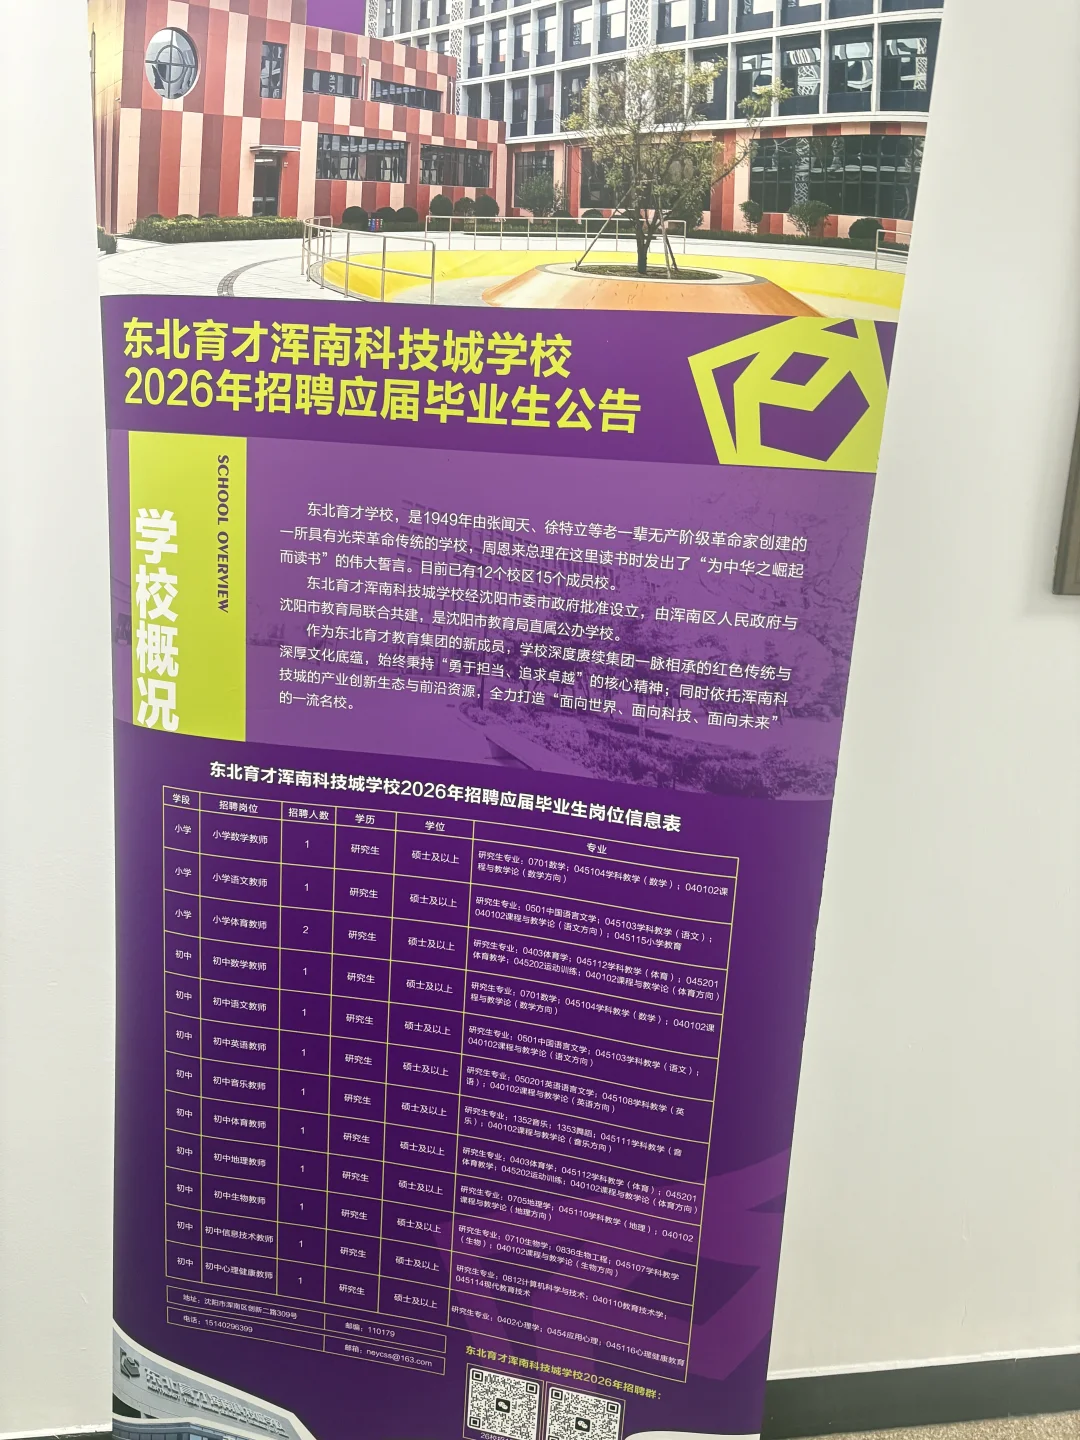 东北育才浑南科技城学校
2026年招聘应届毕业生公告
SCHOOL OVERVIEW
学校概况
东北育才学校，是1949年由张闻天、徐特立等老一辈无产阶级革命家创建的
一所具有光荣革命传统的学校，周恩来总理在这里读书时发出了“为中华之崛起
而读书”的伟大誓言。目前已有12个校区15个成员校。
东北育才浑南科技城学校经沈阳市委市政府批准设立，由浑南区人民政府与
沈阳市教育局联合共建，是沈阳市教育局直属公办学校。
作为东北育才教育集团的新成员，学校深度赓续集团一脉相承的红色传统与
深厚文化底蕴，始终秉持“勇于担当、追求卓越”的核心精神；同时依托浑南科
技城的产业创新生态与前沿资源，全力打造“面向世界、面向科技、面向未来”
的一流名校。
东北育才浑南科技城学校2026年招聘应届毕业生岗位信息表
学段 招聘岗位 招聘人数 学历 学位 专业
小学 小学数学教师 1 研究生 硕士及以上 研究生专业：0701数学；045104学科教学（数学）；040102课
程与教学论（数学方向）
小学 小学语文教师 1 研究生 硕士及以上 研究生专业：0501中国语言文学；045103学科教学（语文）；
040102课程与教学论（语文方向）；045115小学教育
小学 小学体育教师 2 研究生 硕士及以上 研究生专业：0403体育学；045112学科教学（体育）；045201
体育教学；045202运动训练；040102课程与教学论（体育方向）
初中 初中数学教师 1 研究生 硕士及以上 研究生专业：0701数学；045104学科教学（数学）；040102课
程与教学论（数学方向）
初中 初中语文教师 1 研究生 硕士及以上 研究生专业：0501中国语言文学；045103学科教学（语文）；
040102课程与教学论（语文方向）
初中 初中英语教师 1 研究生 硕士及以上 研究生专业：050201英语语言文学；045108学科教学（英
语）；040102课程与教学论（英语方向）
初中 初中音乐教师 1 研究生 硕士及以上 研究生专业：1352音乐；1353舞蹈；045111学科教学（音
乐）；040102课程与教学论（音乐方向）
初中 初中体育教师 1 研究生 硕士及以上 研究生专业：0403体育学；045112学科教学（体育）；045201
体育教学；045202运动训练；040102课程与教学论（体育方向）
初中 初中地理教师 1 研究生 硕士及以上 研究生专业：0705地理学；045110学科教学（地理）；040102
课程与教学论（地理方向）
初中 初中生物教师 1 研究生 硕士及以上 研究生专业：0710生物学；0836生物工程；045107学科教学
（生物）；040102课程与教学论（生物方向）
初中 初中信息技术教师 1 研究生 硕士及以上 研究生专业：0812计算机科学与技术；040110教育技术学；
045114现代教育技术
初中 初中心理健康教师 1 研究生 硕士及以上 研究生专业：0402心理学；0454应用心理；045116心理健康教育
地址：沈阳市浑南区创新二路309号 邮编：110179
电话：15140296399 邮箱：neycss@163.com
东北育才浑南科技城学校2026年招聘群：